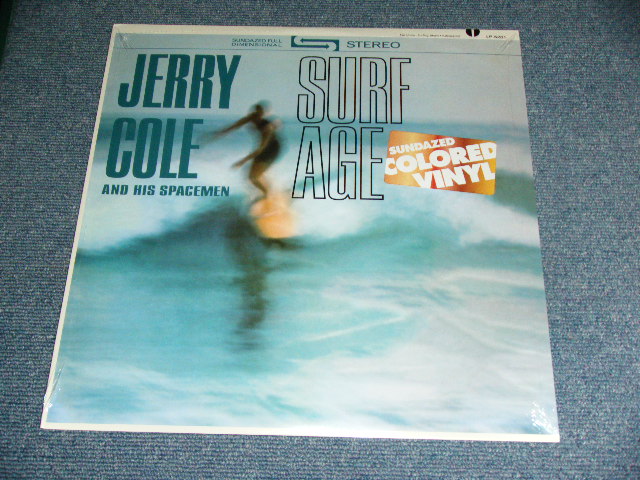 SUNDAZED FULL
DIMENSIONAL
STEREO
JERRY
COLE
AND HIS SPACEMEN
SURF
AGE
SUNDAZED
COLORED
VINYL